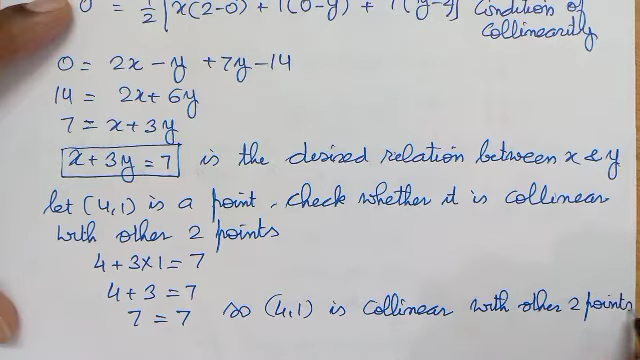 0 = 1/2 [x(2-0) + 1(0-y) + 7(y-2)] Condition of
collinearity
0 = 2x - y + 7y - 14
14 = 2x + 6y
7 = x + 3y
x + 3y = 7 is the desired relation between x & y
let (4,1) is a point. check whether it is collinear
with other 2 points
4 + 3×1 = 7
4 + 3 = 7
7 = 7 so (4,1) is collinear with other 2 points